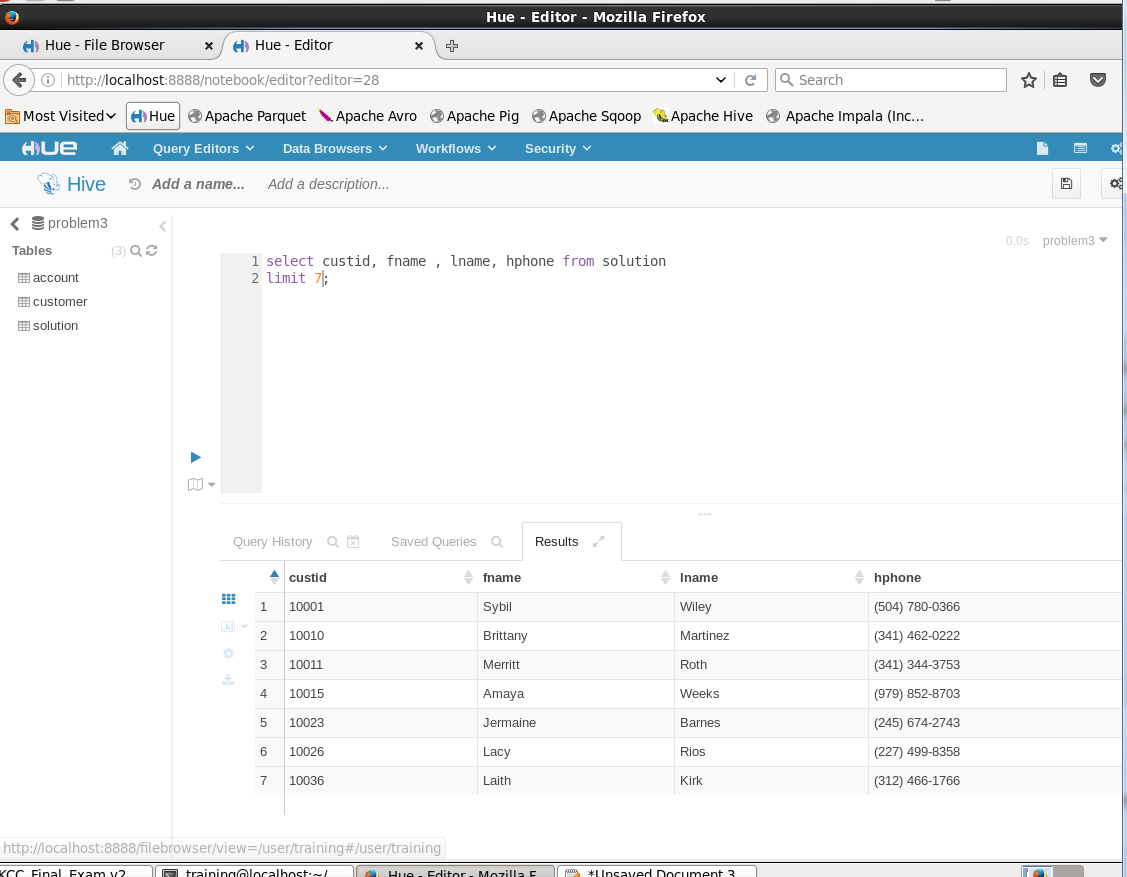 Hue - Editor - Mozilla Firefox
Hue - File Browser
Hue - Editor
http://localhost:8888/notebook/editor?editor=28
Search
Most Visited
Hue
Apache Parquet
Apache Avro
Apache Pig
Apache Sqoop
Apache Hive
Apache Impala (Inc…
HUE
Query Editors
Data Browsers
Workflows
Security
Hive
Add a name...
Add a description...
problem3
Tables
(3)
account
customer
solution
0.0s
problem3
1 select custid, fname , lname, hphone from solution
2 limit 7;
Query History
Saved Queries
Results
custid fname lname hphone
1 10001 Sybil Wiley (504) 780-0366
2 10010 Brittany Martinez (341) 462-0222
3 10011 Merritt Roth (341) 344-3753
4 10015 Amaya Weeks (979) 852-8703
5 10023 Jermaine Barnes (245) 674-2743
6 10026 Lacy Rios (227) 499-8358
7 10036 Laith Kirk (312) 466-1766
http://localhost:8888/filebrowser/view=/user/training#/user/training
KCC_Final_Exam_v2
training@localhost:~/
Hue - Editor - Mozilla F
*Unsaved Document 3